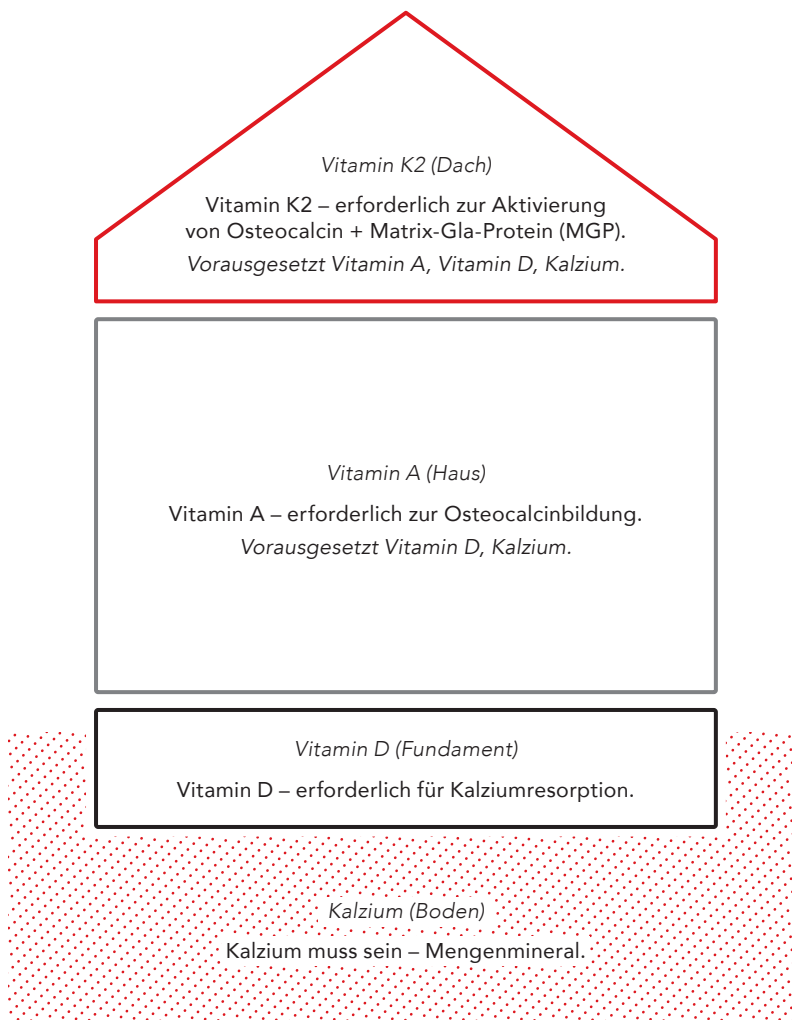 Vitamin K2 (Dach)
Vitamin K2 – erforderlich zur Aktivierung
von Osteocalcin + Matrix-Gla-Protein (MGP).
Vorausgesetzt Vitamin A, Vitamin D, Kalzium.
Vitamin A (Haus)
Vitamin A – erforderlich zur Osteocalcinbildung.
Vorausgesetzt Vitamin D, Kalzium.
Vitamin D (Fundament)
Vitamin D – erforderlich für Kalziumresorption.
Kalzium (Boden)
Kalzium muss sein – Mengenmineral.